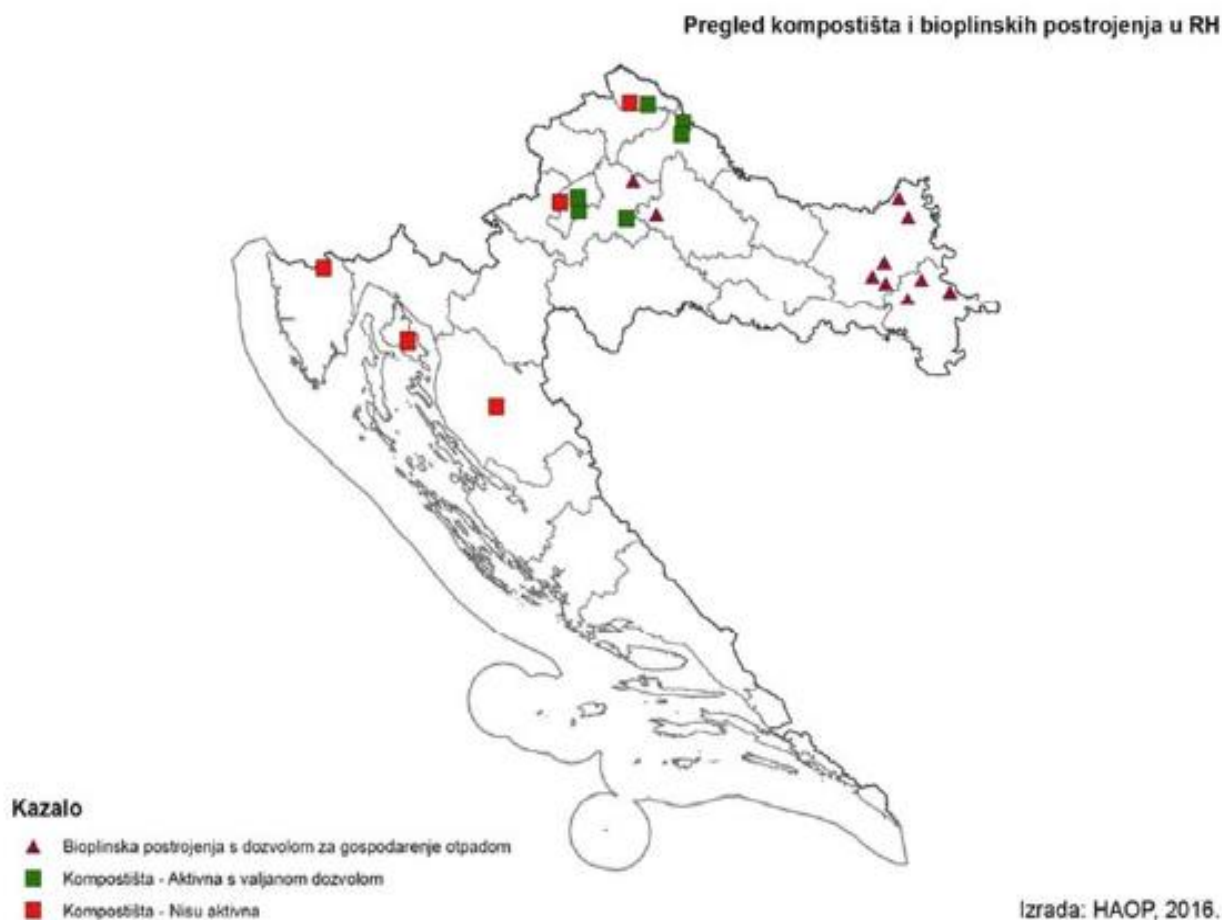 Pregled kompostišta i bioplinskih postrojenja u RH
Kazalo
Bioplinska postrojenja s dozvolom za gospodarenje otpadom
Kompostišta - Aktivna s valjanom dozvolom
Kompostišta - Nisu aktivna
Izrada: HAOP, 2016.